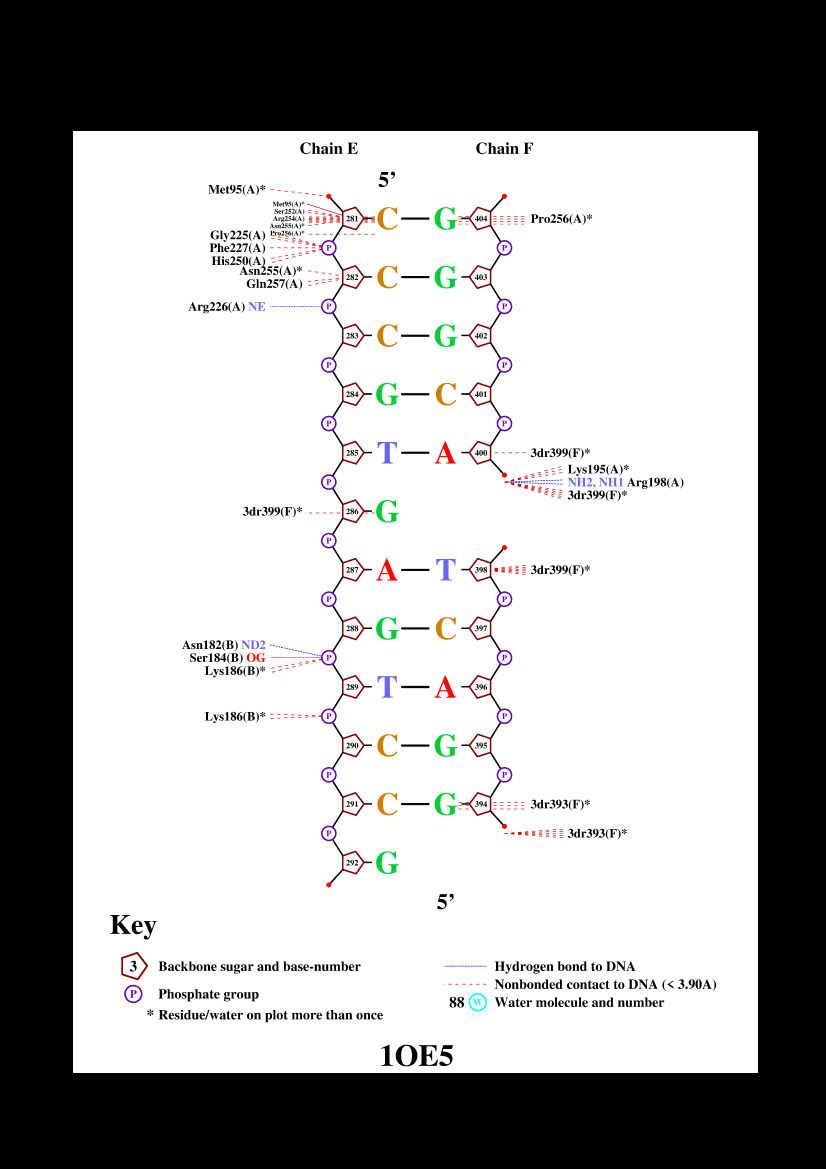 Chain E Chain F
5’
Met95(A)*
Met95(A)*
Ser252(A)
Arg254(A) 281 C G 404 Pro256(A)*
Asn255(A)*
Pro256(A)*
Gly225(A)
Phe227(A) P P
His250(A)
Asn255(A)*
282 C G 403
Gln257(A)
Arg226(A) NE P P
283 C G 402
P P
284 G C 401
P P
285 T A 400 3dr399(F)*
Lys195(A)*
P NH2, NH1 Arg198(A)
3dr399(F)*
3dr399(F)* 286 G
P
287 A T 398 3dr399(F)*
P P
288 G C 397
Asn182(B) ND2
Ser184(B) OG P P
Lys186(B)*
289 T A 396
Lys186(B)* P P
290 C G 395
P P
291 C G 394 3dr393(F)*
P 3dr393(F)*
292 G
5’
Key
3 Backbone sugar and base-number
P Phosphate group
* Residue/water on plot more than once
Hydrogen bond to DNA
Nonbonded contact to DNA (< 3.90A)
88 W Water molecule and number
1OE5